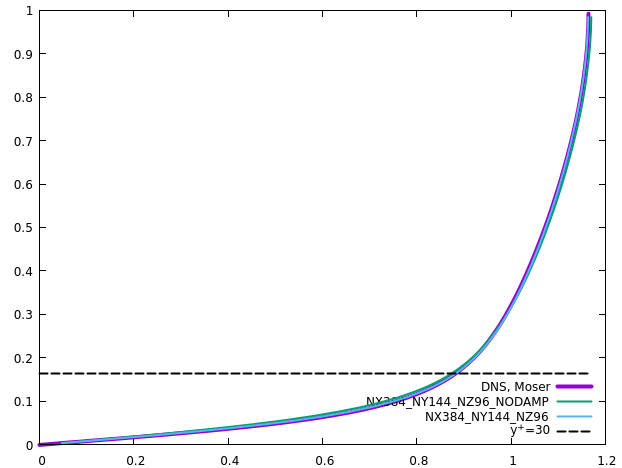 1
0.9
0.8
0.7
0.6
0.5
0.4
0.3
0.2
0.1
0
DNS, Moser
NX384_NY144_NZ96_NODAMP
NX384_NY144_NZ96
y⁺=30
0 0.2 0.4 0.6 0.8 1 1.2